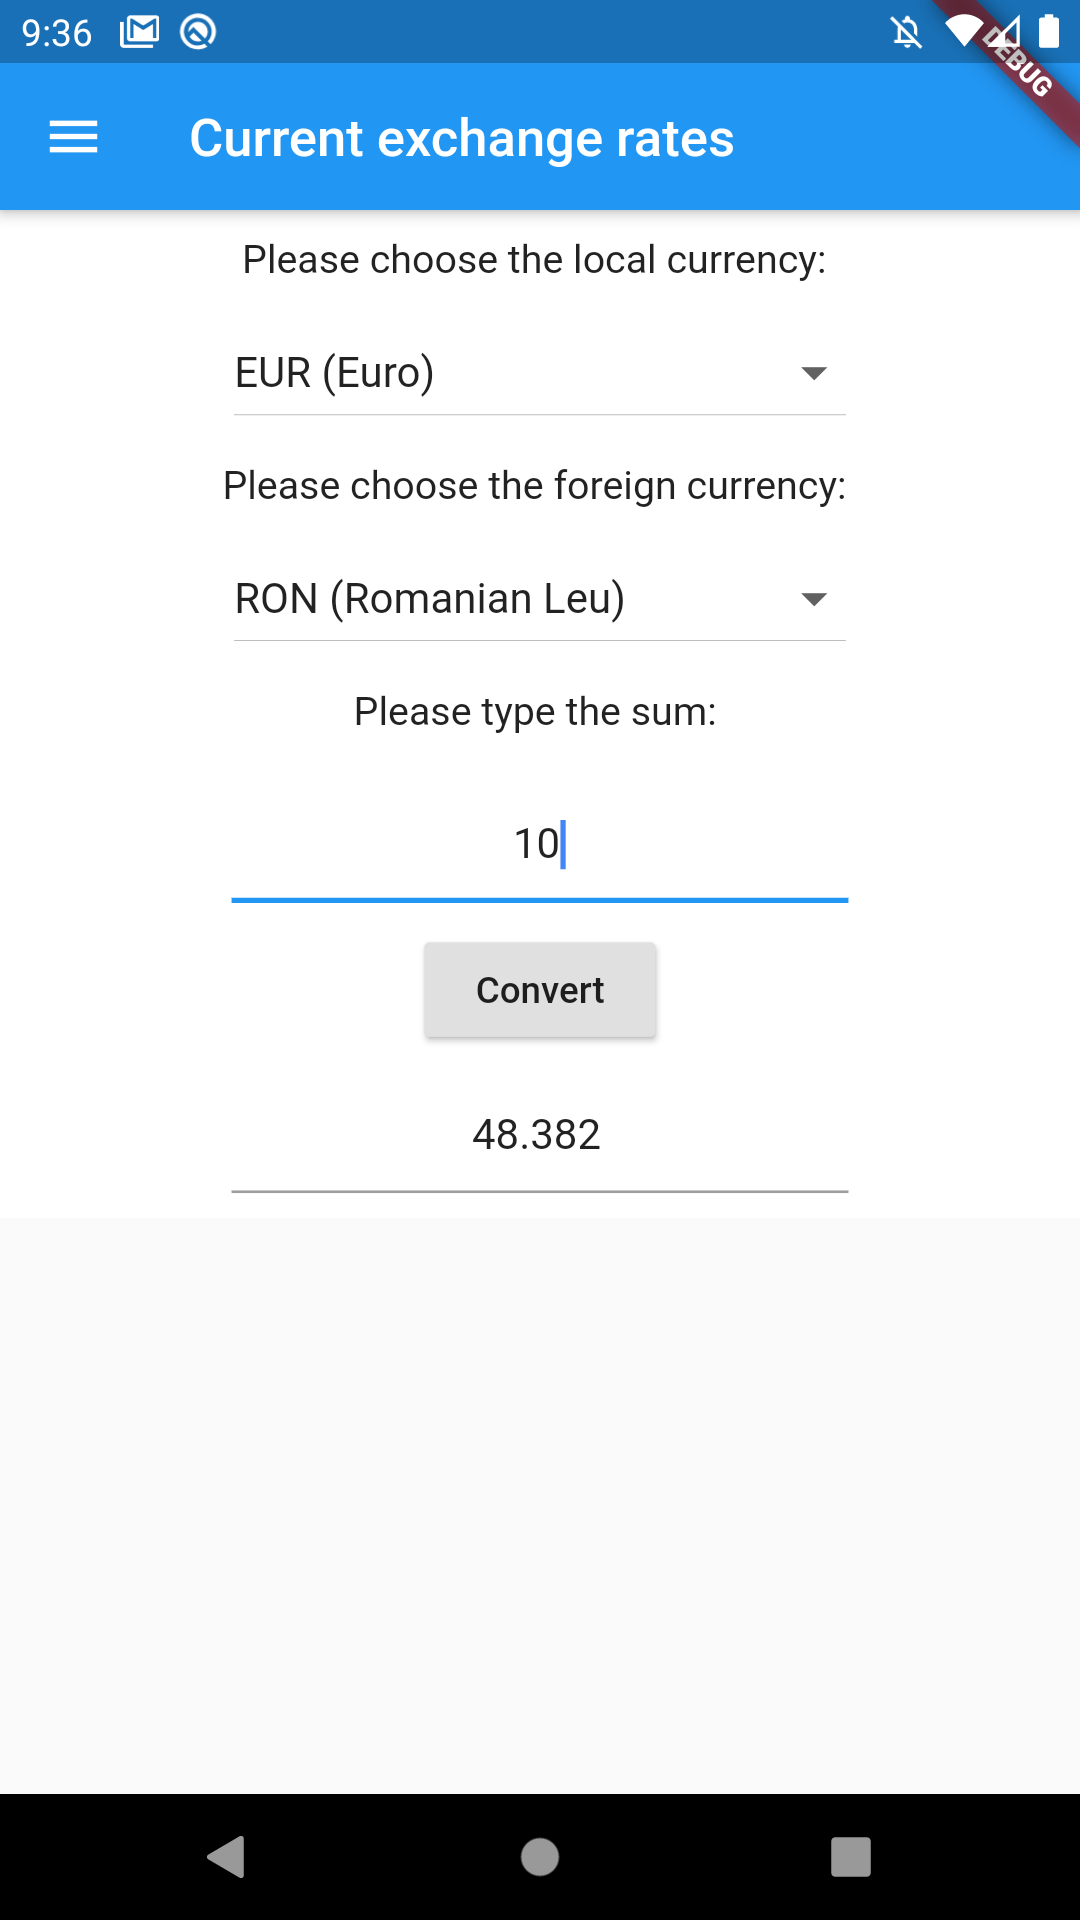 9:36
DEBUG
Current exchange rates
Please choose the local currency:
EUR (Euro)
Please choose the foreign currency:
RON (Romanian Leu)
Please type the sum:
10
Convert
48.382